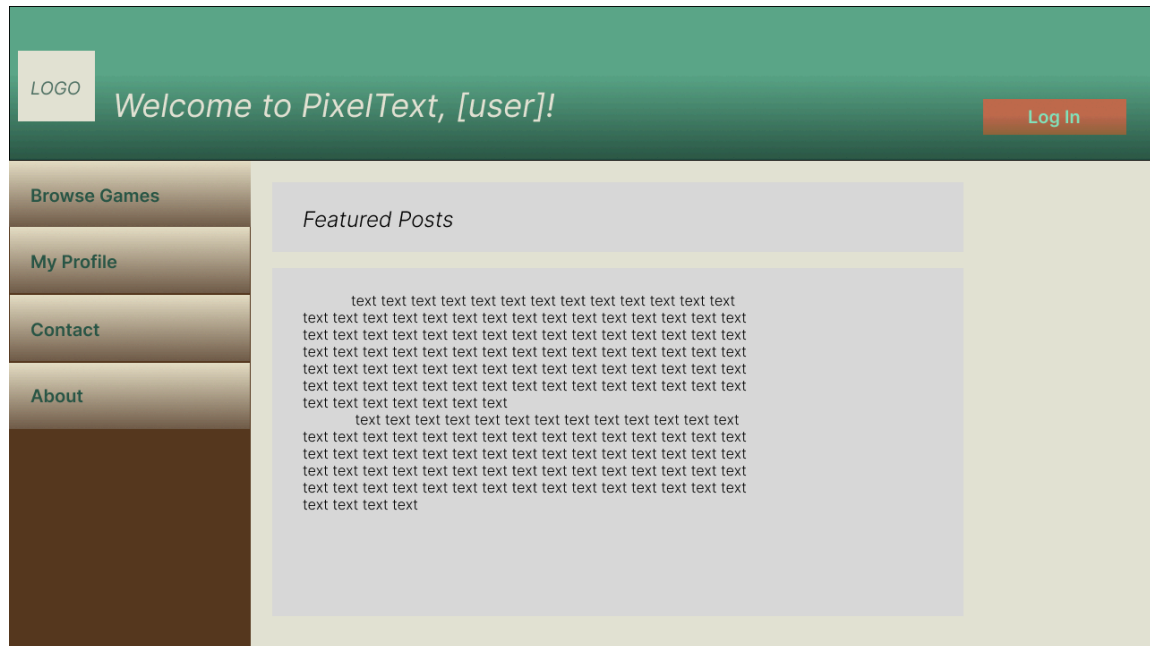 LOGO
Welcome to PixelText, [user]!
Log In
Browse Games
My Profile
Contact
About
Featured Posts
text text text text text text text text text text text text text
text text text text text text text text text text text text text text text
text text text text text text text text text text text text text text text
text text text text text text text text text text text text text text text
text text text text text text text text text text text text text text text
text text text text text text text text text text text text text text text
text text text text text text text
text text text text text text text text text text text text text
text text text text text text text text text text text text text text text
text text text text text text text text text text text text text text text
text text text text text text text text text text text text text text text
text text text text text text text text text text text text text text text
text text text text